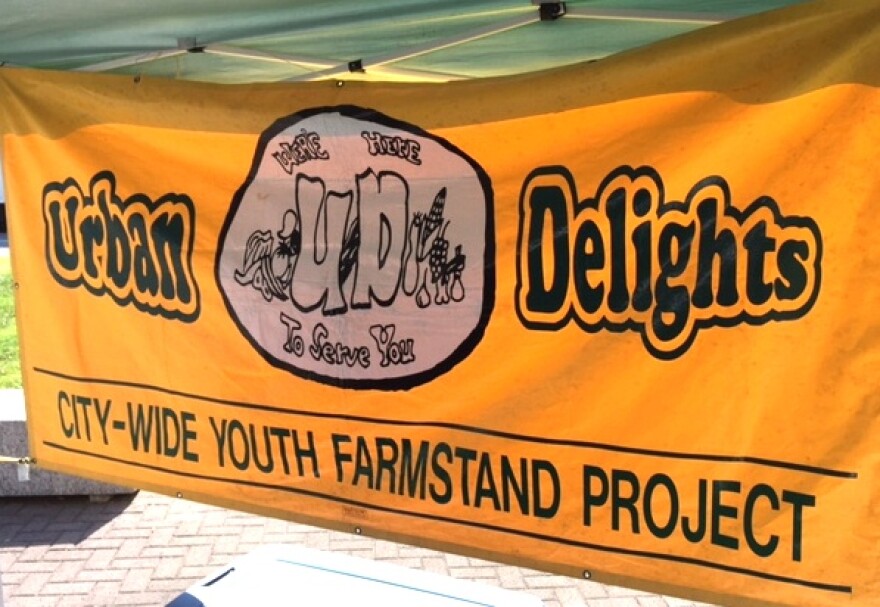 Urban Delights
WE'RE HERE
UD
To Serve You
CITY-WIDE YOUTH FARMSTAND PROJECT